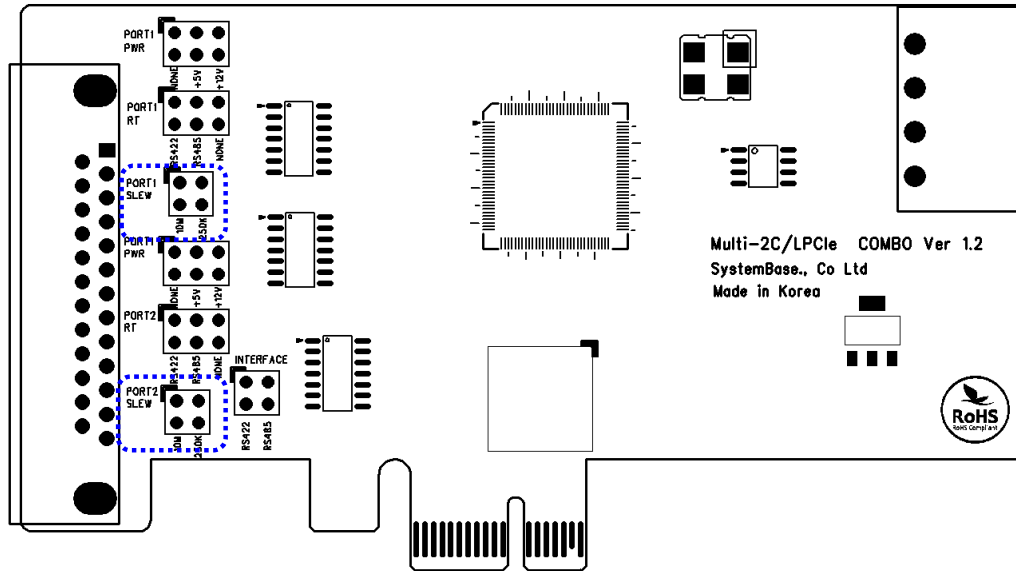 PORT1
PWR
NONE
+5V
+12V
PORT1
RT
RS422
RS485
NONE
PORT1
SLEW
10M
250K
PORT1
PWR
NONE
+5V
+12V
PORT2
RT
RS422
RS485
NONE
PORT2
SLEW
10M
250K
INTERFACE
RS422
RS485
Multi-2C/LPCIe COMBO Ver 1.2
SystemBase., Co Ltd
Made in Korea
RoHS
RoHS Compliant